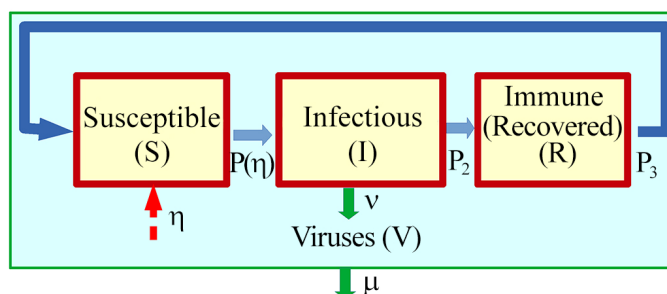 Susceptible
(S)
P(η)
Infectious
(I)
P2
Immune
(Recovered)
(R)
P3
η
ν
Viruses (V)
μ